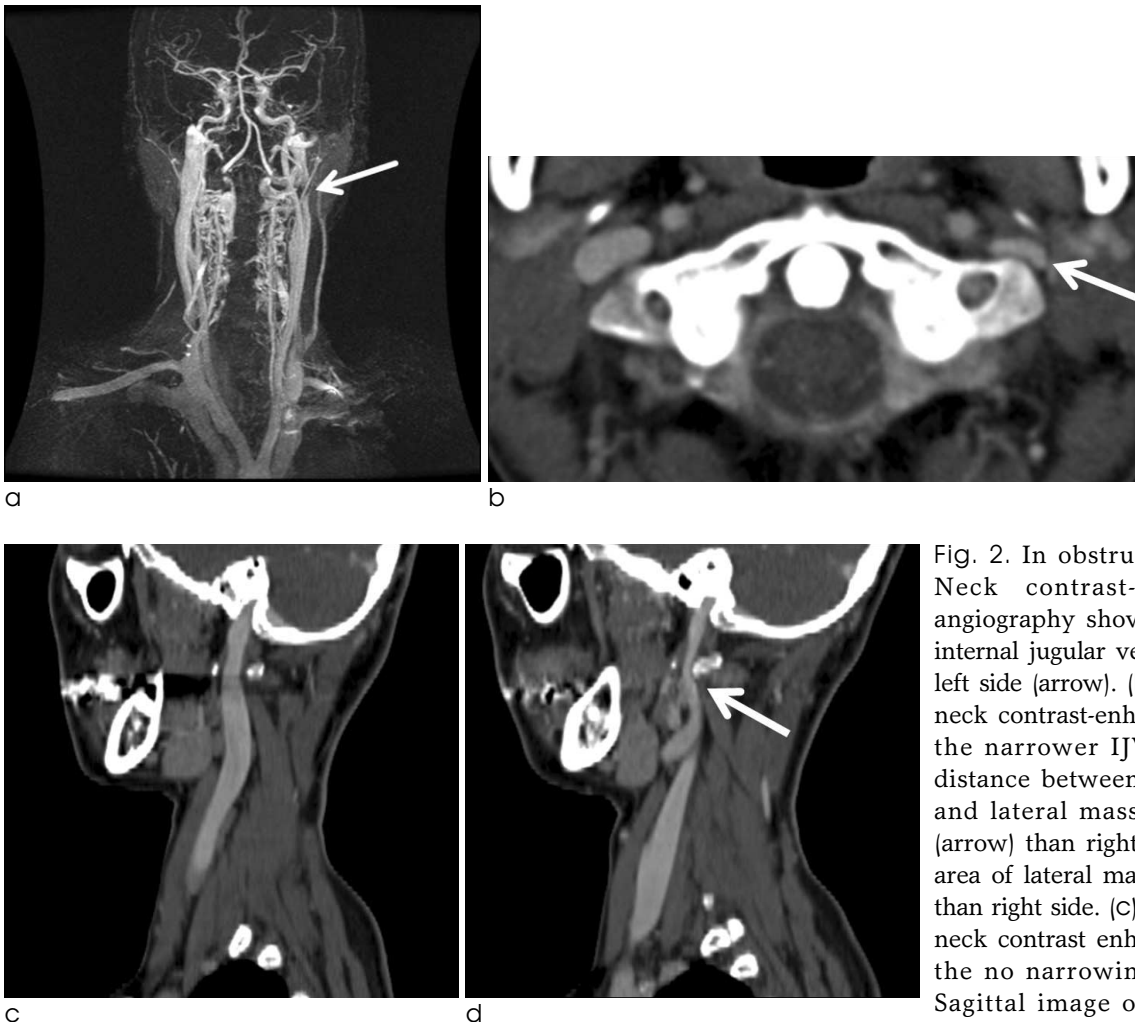 a
b
c
d
Fig. 2. In obstru
Neck contrast-
angiography shov
internal jugular ve
left side (arrow). (
neck contrast-enh
the narrower IJ
distance between
and lateral mass
(arrow) than right
area of lateral ma
than right side. (c)
neck contrast enh
the no narrowin
Sagittal image o